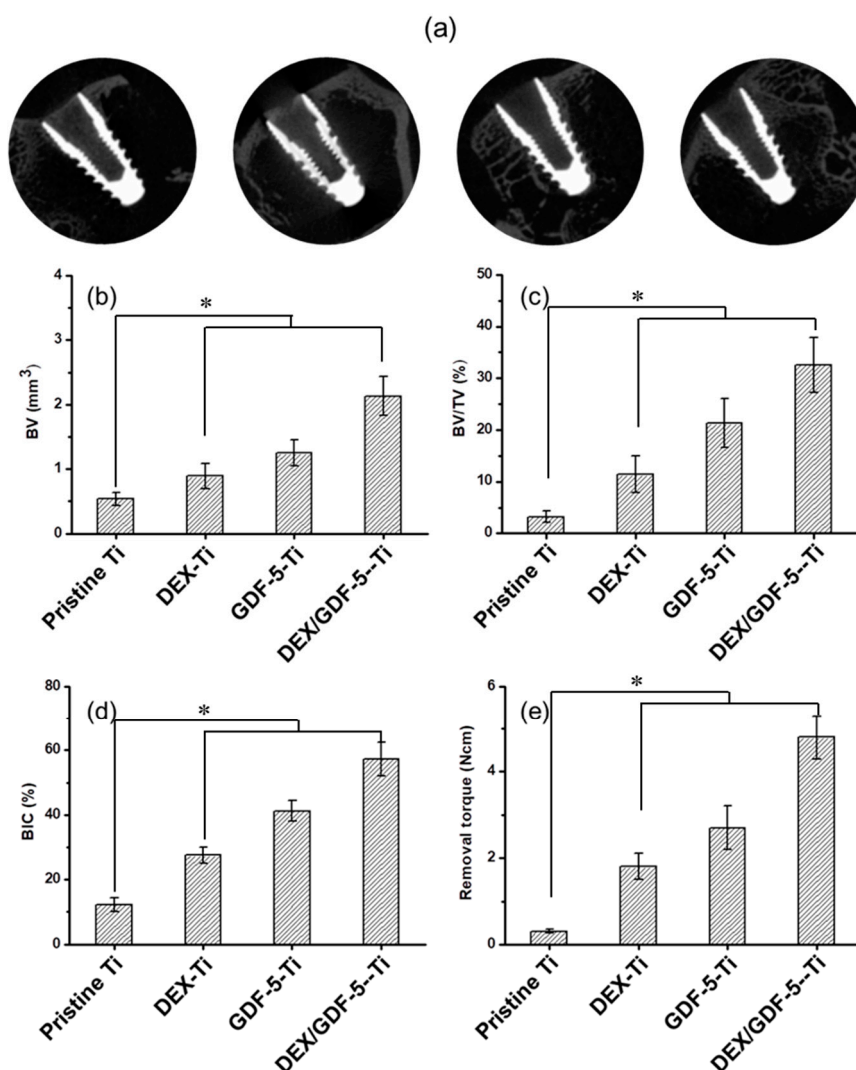 (a)
(b)
*
BV (mm³)
4
3
2
1
0
Pristine Ti
DEX-Ti
GDF-5-Ti
DEX/GDF-5--Ti
(c)
*
BV/TV (%)
50
40
30
20
10
0
Pristine Ti
DEX-Ti
GDF-5-Ti
DEX/GDF-5--Ti
(d)
*
BIC (%)
80
60
40
20
0
Pristine Ti
DEX-Ti
GDF-5-Ti
DEX/GDF-5--Ti
(e)
*
Removal torque (Ncm)
6
4
2
0
Pristine Ti
DEX-Ti
GDF-5-Ti
DEX/GDF-5--Ti